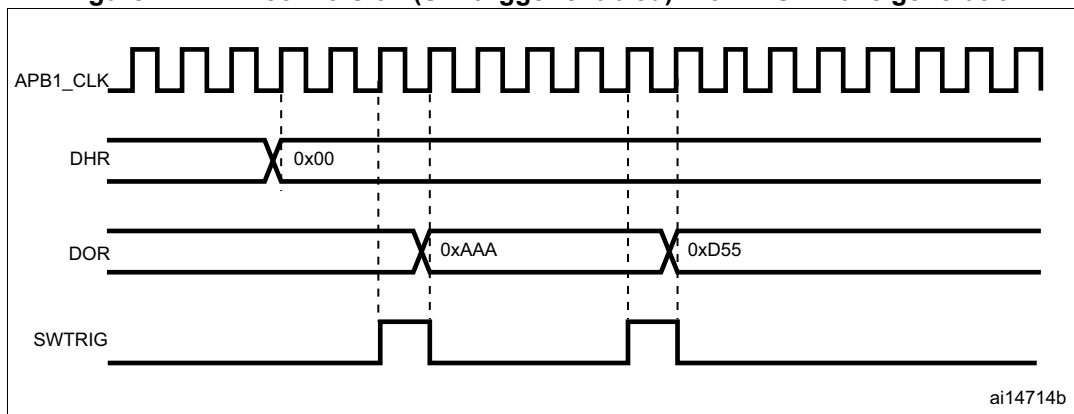 APB1_CLK
DHR
0x00
DOR
0xAAA
0xD55
SWTRIG
ai14714b